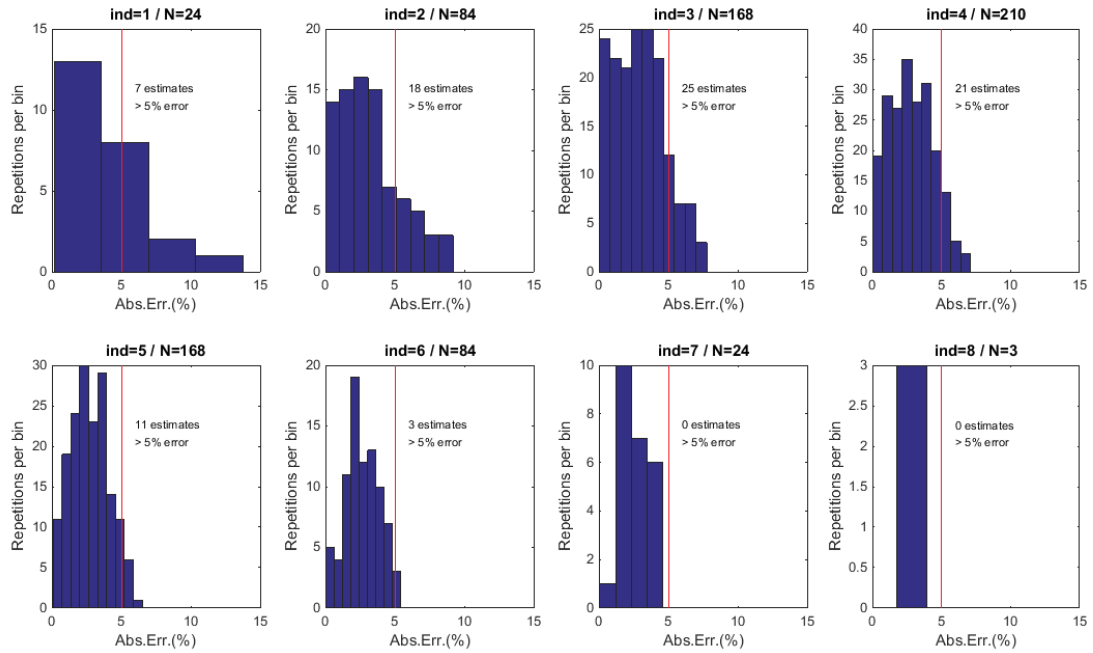 ind=1 / N=24
15
10
5
0
Repetitions per bin
7 estimates
> 5% error
0 5 10 15
Abs.Err.(%)
ind=2 / N=84
20
15
10
5
0
Repetitions per bin
18 estimates
> 5% error
0 5 10 15
Abs.Err.(%)
ind=3 / N=168
25
20
15
10
5
0
Repetitions per bin
25 estimates
> 5% error
0 5 10 15
Abs.Err.(%)
ind=4 / N=210
40
35
30
25
20
15
10
5
0
Repetitions per bin
21 estimates
> 5% error
0 5 10 15
Abs.Err.(%)
ind=5 / N=168
30
25
20
15
10
5
0
Repetitions per bin
11 estimates
> 5% error
0 5 10 15
Abs.Err.(%)
ind=6 / N=84
20
15
10
5
0
Repetitions per bin
3 estimates
> 5% error
0 5 10 15
Abs.Err.(%)
ind=7 / N=24
10
8
6
4
2
0
Repetitions per bin
0 estimates
> 5% error
0 5 10 15
Abs.Err.(%)
ind=8 / N=3
3
2.5
2
1.5
1
0.5
0
Repetitions per bin
0 estimates
> 5% error
0 5 10 15
Abs.Err.(%)